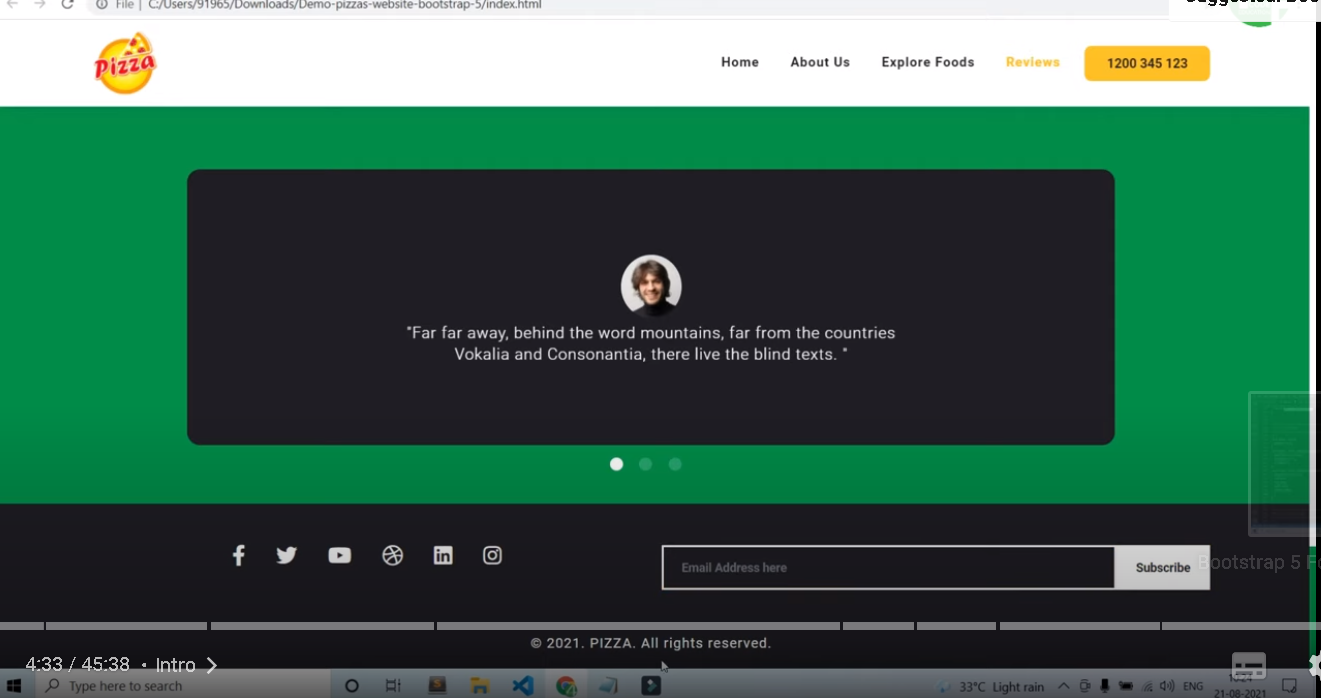 File | C:/Users/91965/Downloads/Demo-pizzas-website-bootstrap-5/index.html
Pizza
Home About Us Explore Foods Reviews 1200 345 123
"Far far away, behind the word mountains, far from the countries
Vokalia and Consonantia, there live the blind texts. "
Email Address here Subscribe
Bootstrap 5
© 2021. PIZZA. All rights reserved.
4:33 / 45:38 • Intro
Type here to search
33°C Light rain ENG
21-08-2021